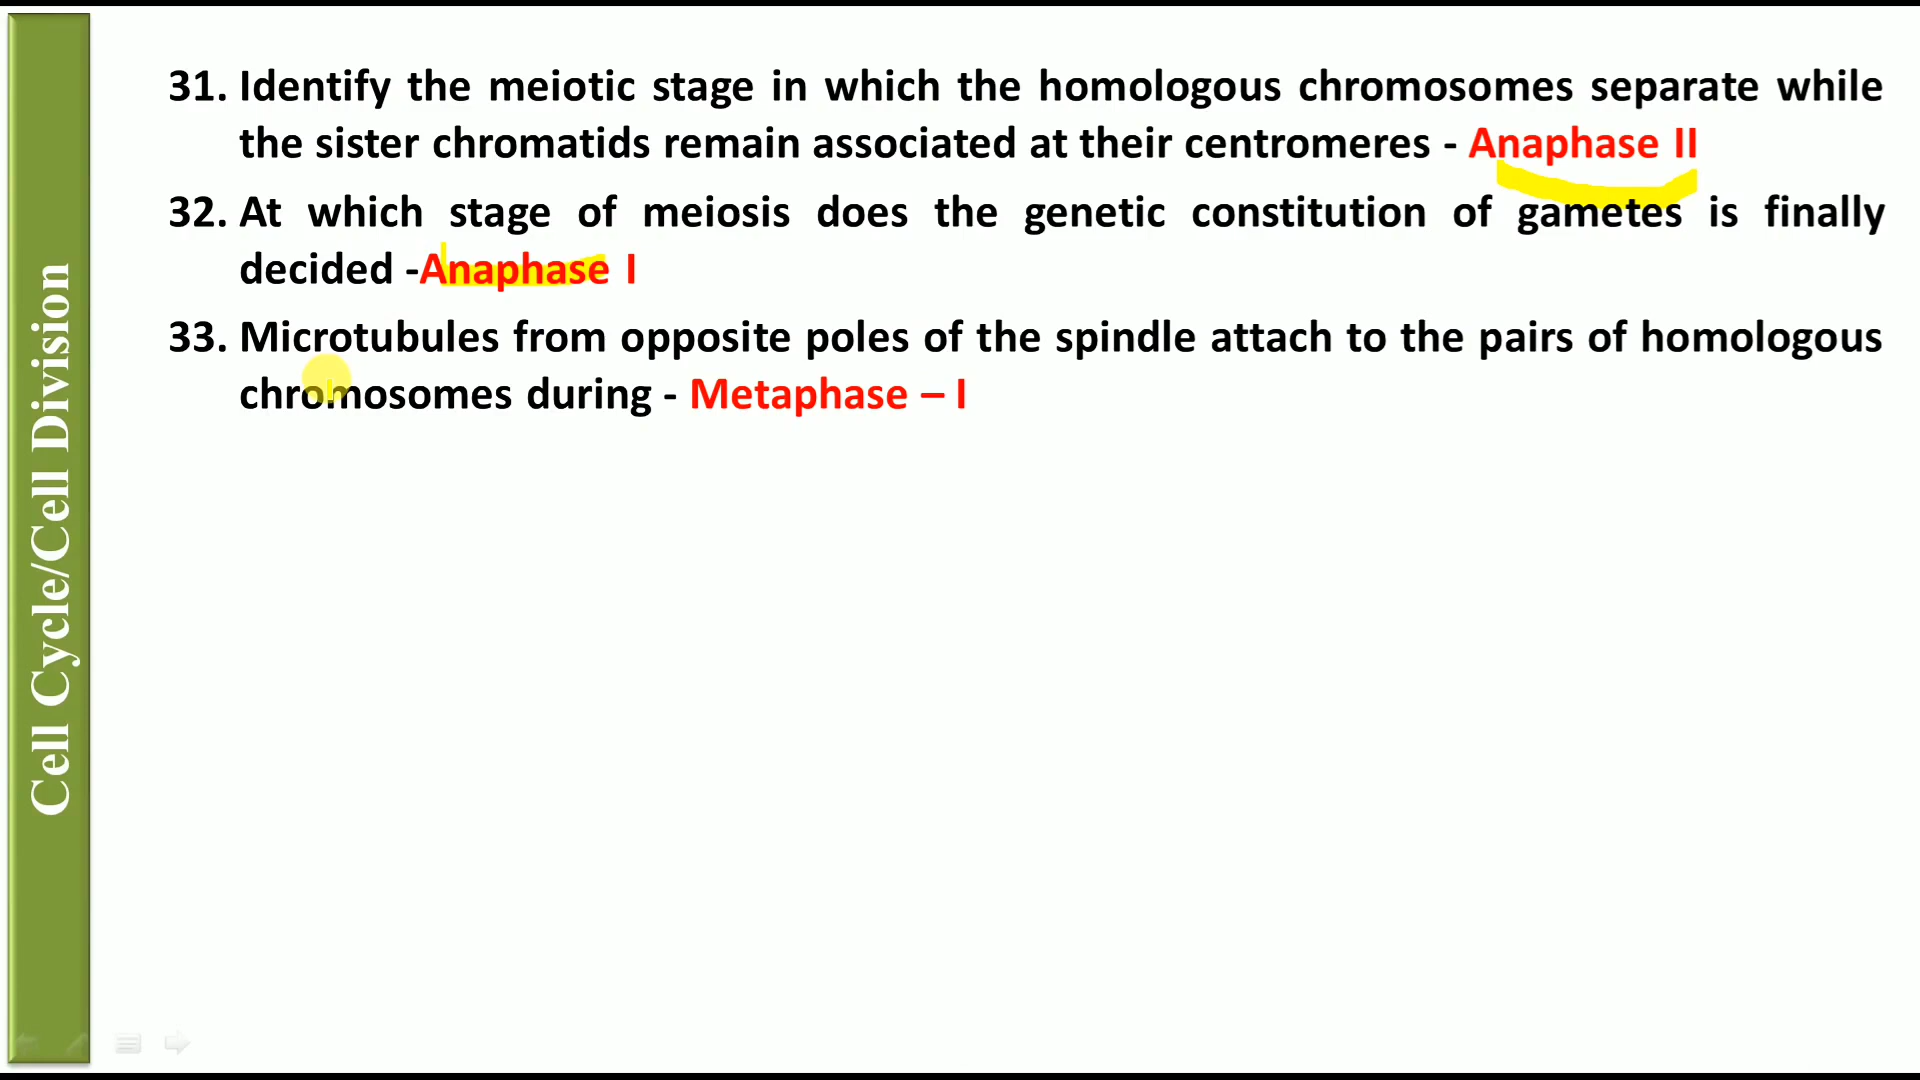 Cell Cycle/Cell Division
31. Identify the meiotic stage in which the homologous chromosomes separate while
the sister chromatids remain associated at their centromeres - Anaphase II
32. At which stage of meiosis does the genetic constitution of gametes is finally
decided -Anaphase I
33. Microtubules from opposite poles of the spindle attach to the pairs of homologous
chromosomes during - Metaphase – I